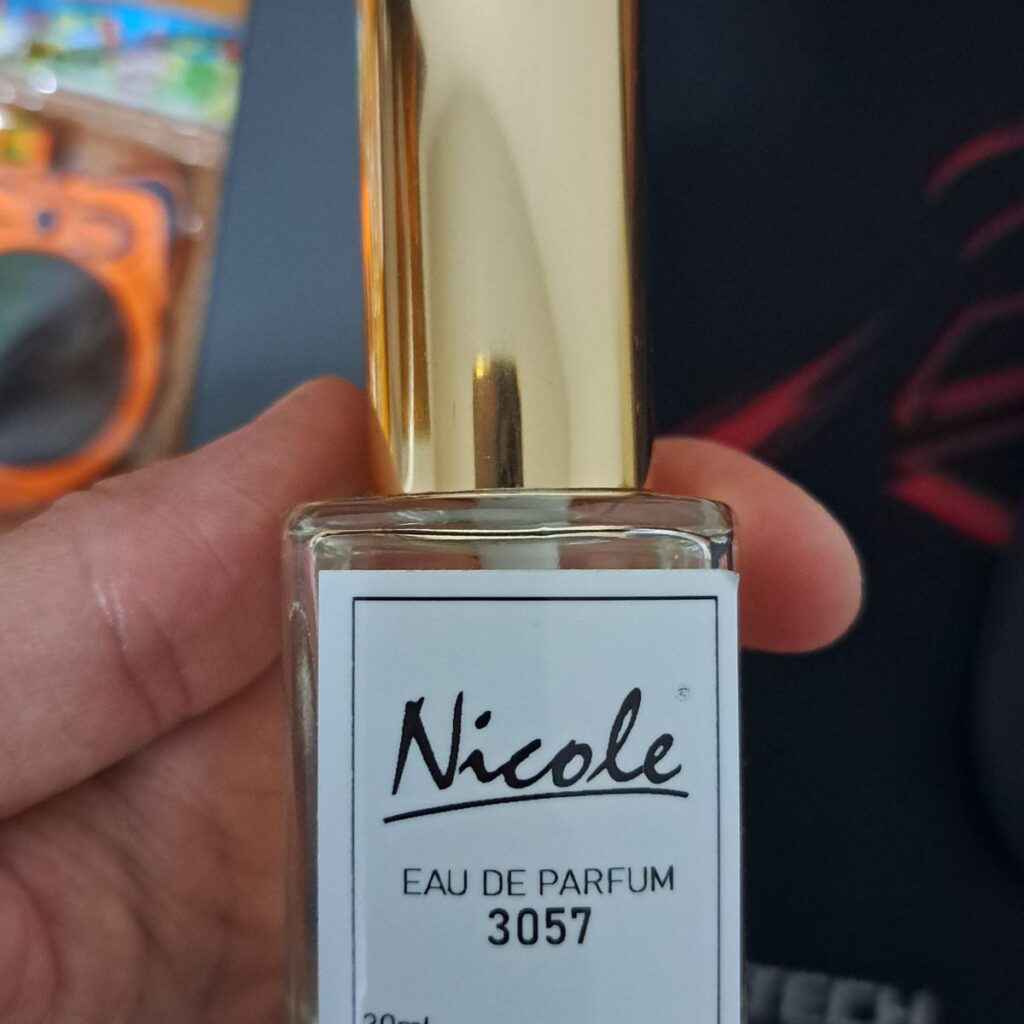 Nicole
EAU DE PARFUM
3057